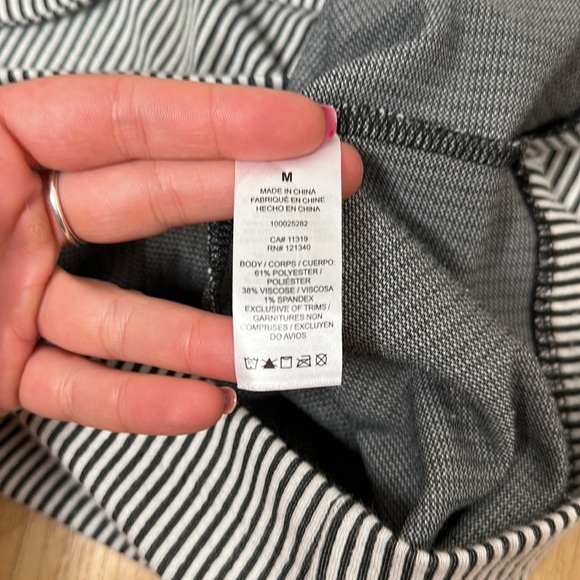 M
MADE IN CHINA
FABRIQUÉ EN CHINE
HECHO EN CHINA
100025282
CA# 11319
RN# 121340
BODY / CORPS / CUERPO:
61% POLYESTER /
POLIÉSTER
38% VISCOSE / VISCOSA
1% SPANDEX
EXCLUSIVE OF TRIMS /
GARNITURES NON
COMPRISES / EXCLUYEN
DO AVIOS